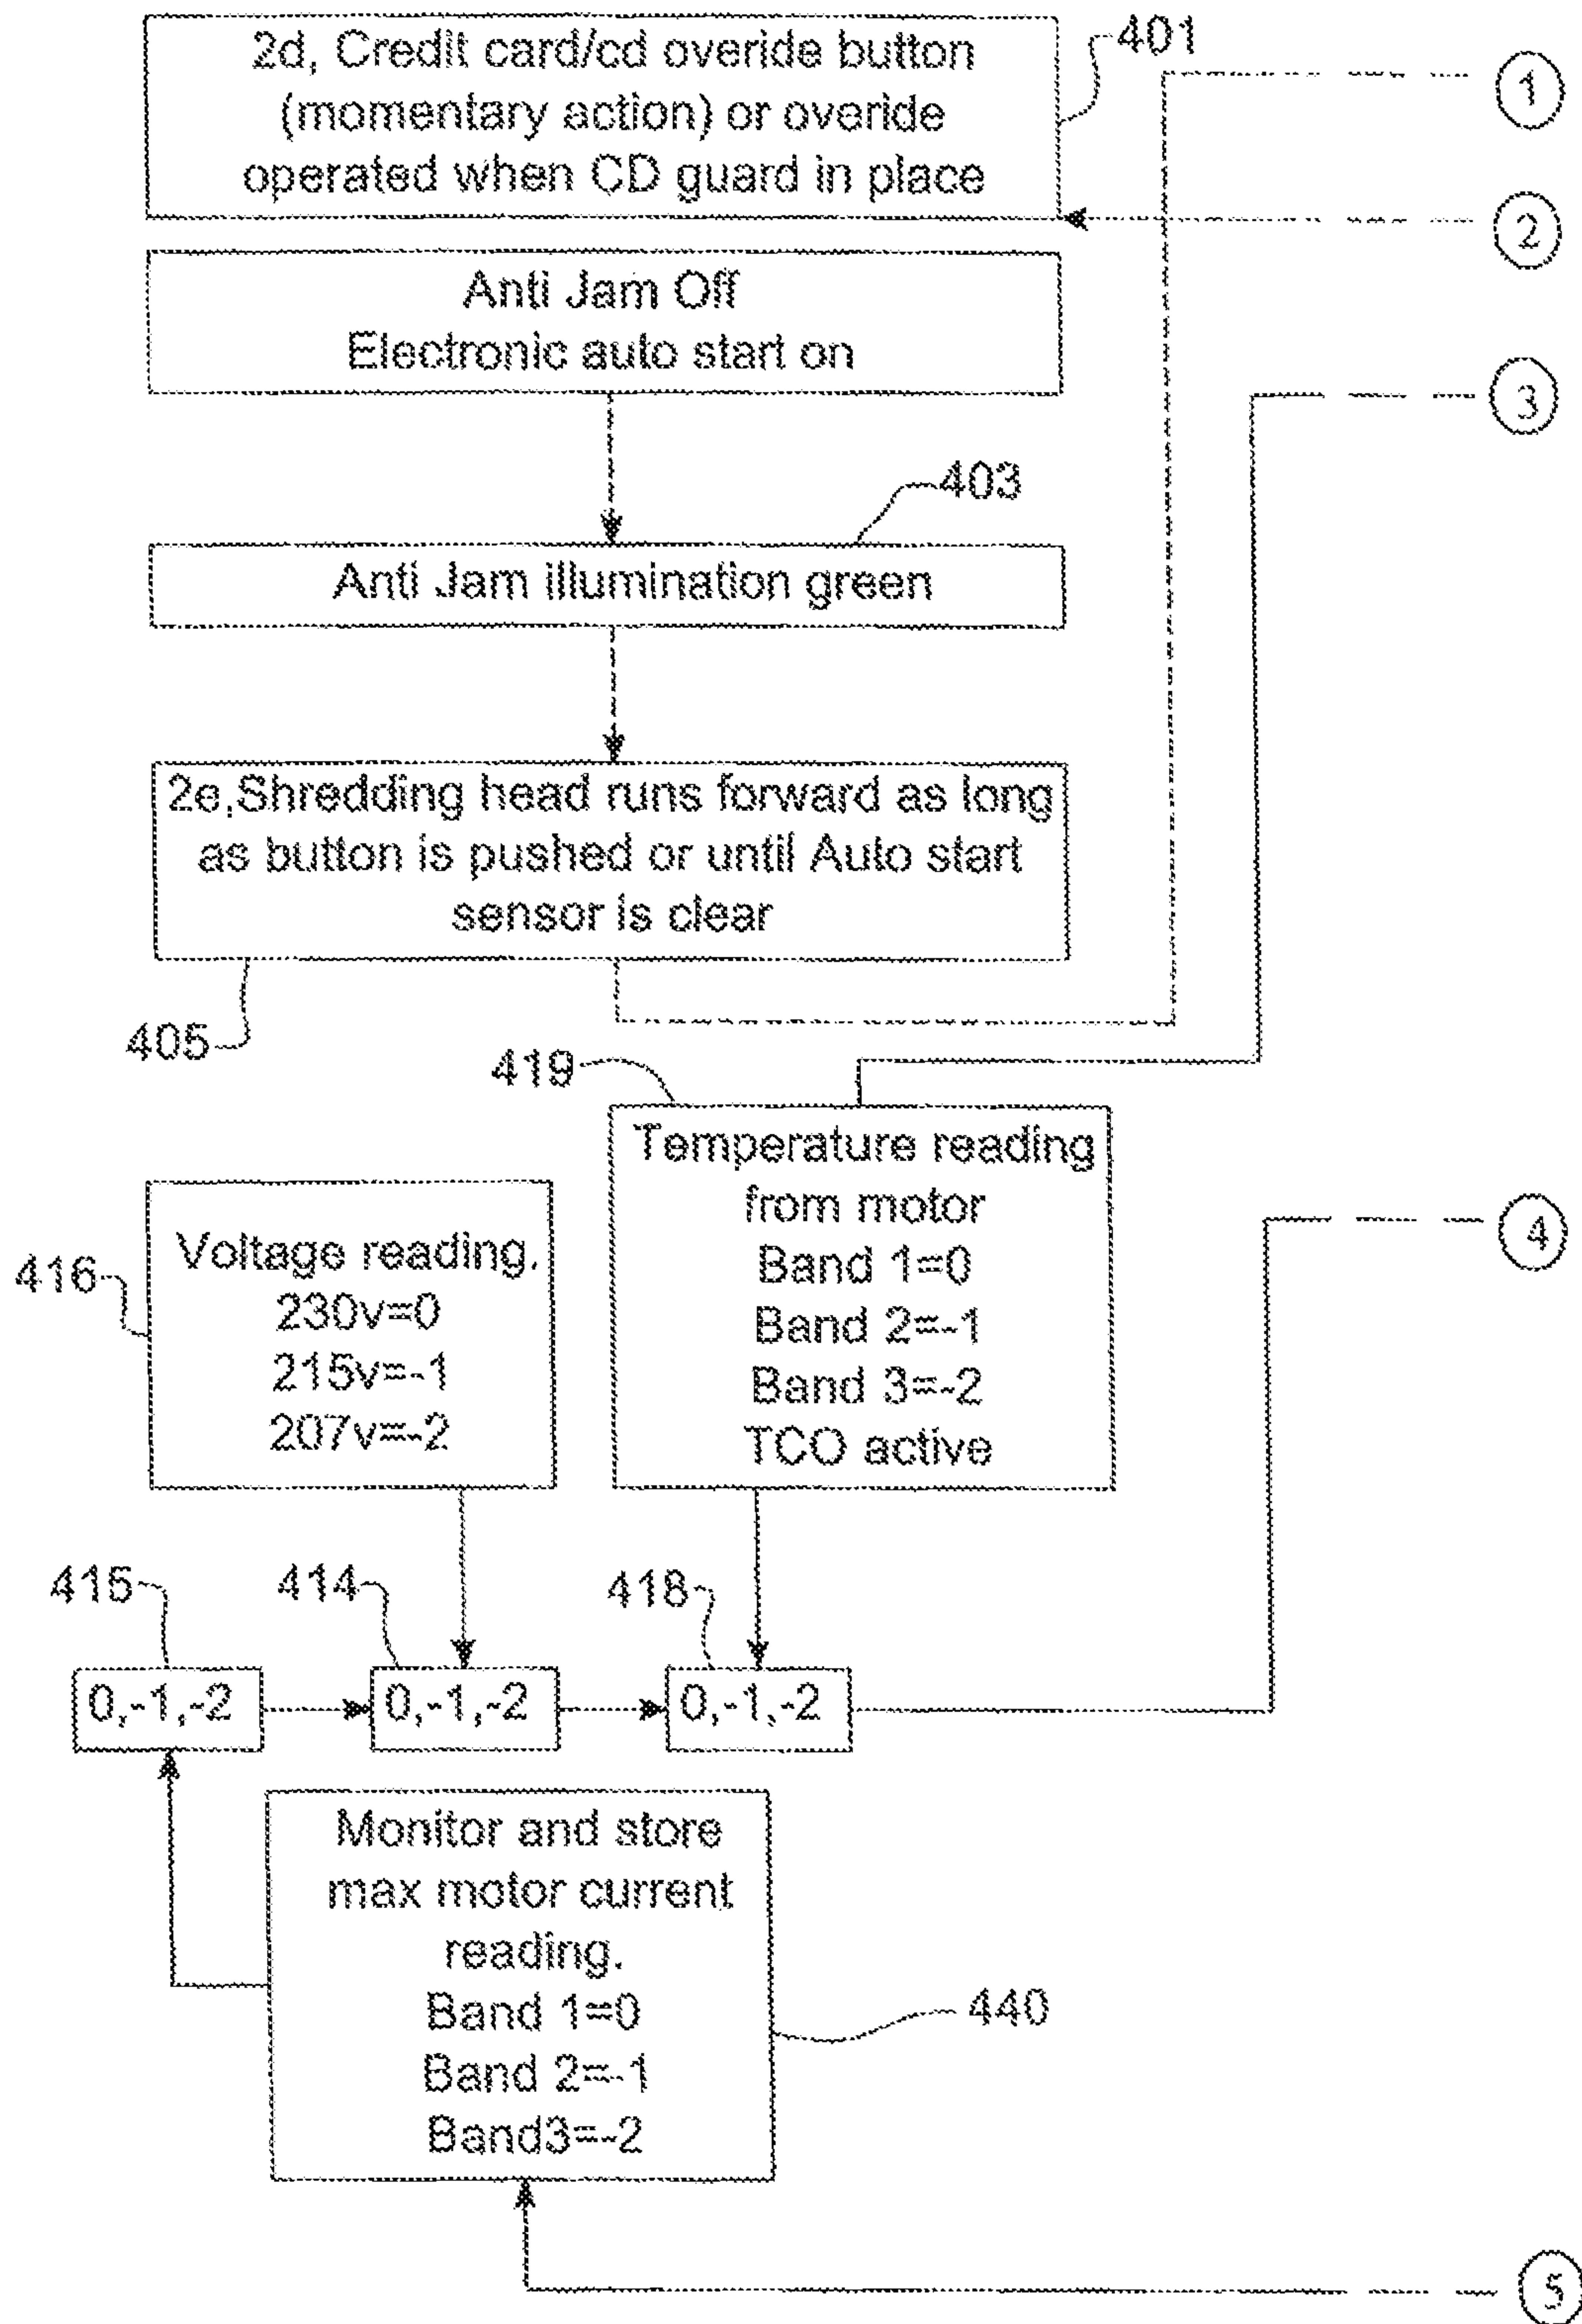 2d, Credit card/cd overide button
(momentary action) or overide
operated when CD guard in place
401
1
2
Anti Jam Off
Electronic auto start on
3
403
Anti Jam illumination green
2e,Shredding head runs forward as long
as button is pushed or until Auto start
sensor is clear
405
419
Temperature reading
from motor
Band 1=0
Band 2=-1
Band 3=-2
TCO active
416
Voltage reading.
230v=0
215v=-1
207v=-2
4
415
414
418
0,-1,-2
0,-1,-2
0,-1,-2
Monitor and store
max motor current
reading.
Band 1=0
Band 2=-1
Band3=-2
440
5